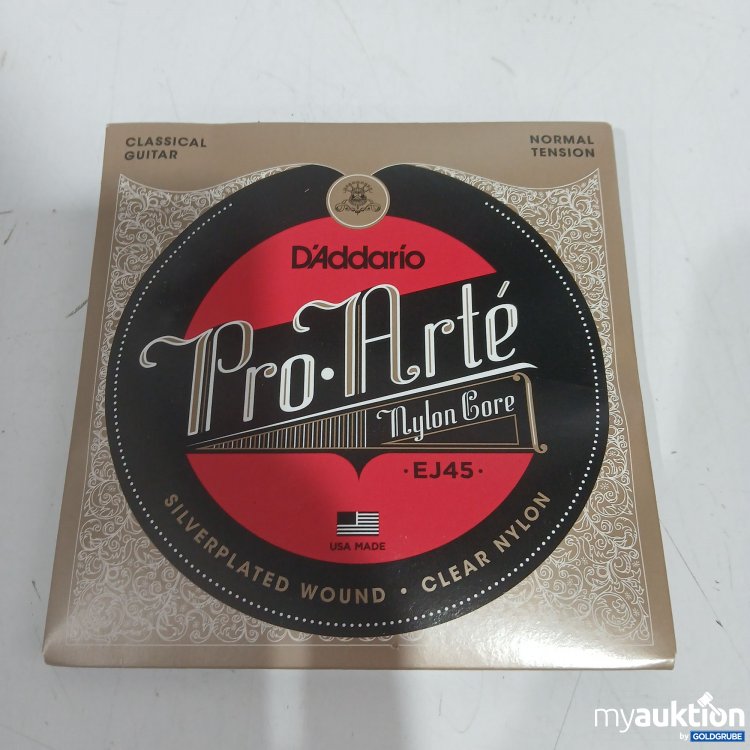 CLASSICAL
GUITAR
NORMAL
TENSION
D'Addario
Pro·Arté
Nylon Core
·EJ45·
USA MADE
SILVERPLATED WOUND · CLEAR NYLON
myauktion
by GOLDGRUBE